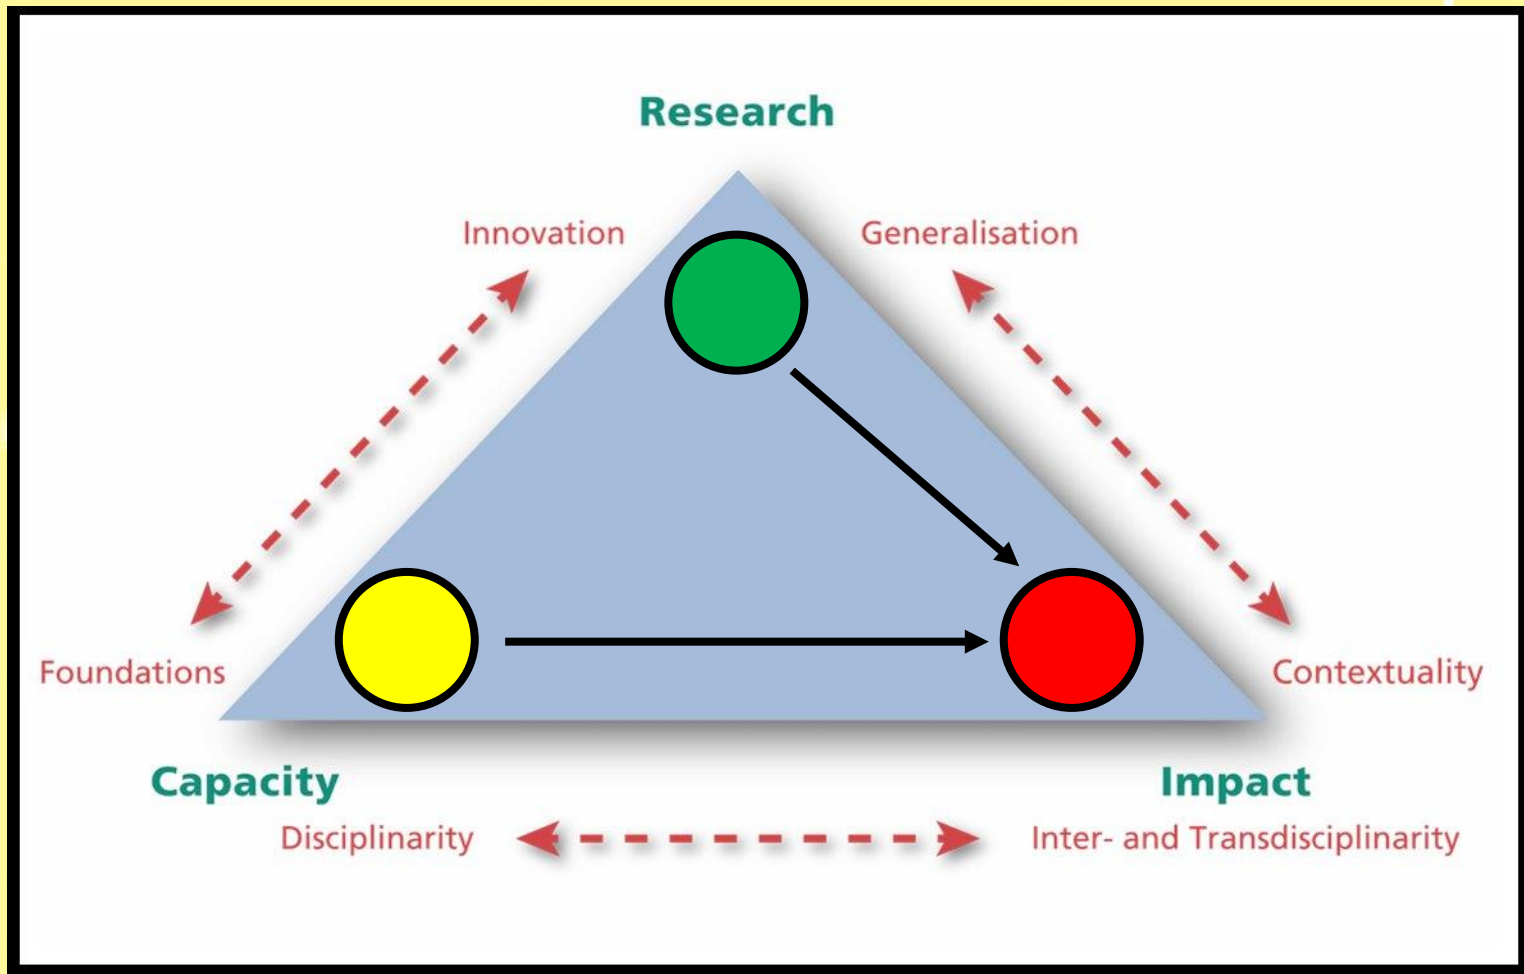 Research
Innovation
Generalisation
Foundations
Contextuality
Capacity
Impact
Disciplinarity
Inter- and Transdisciplinarity